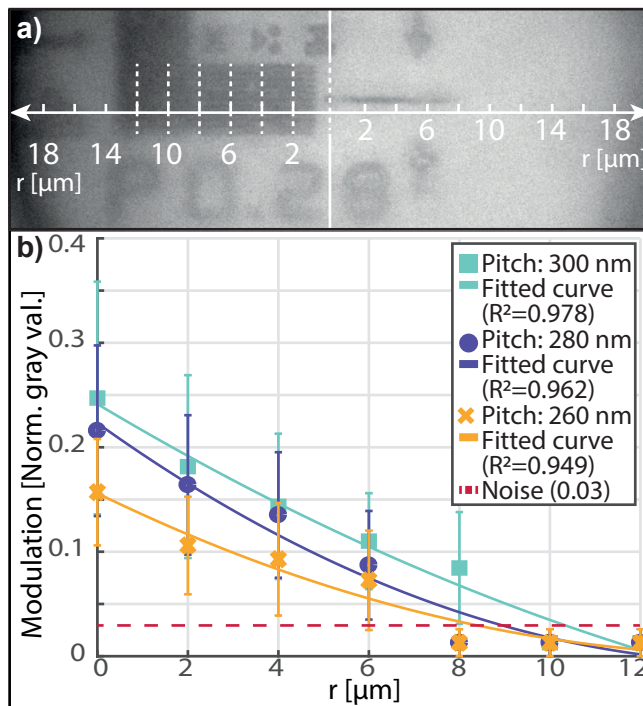 a)
18 14 10 6 2 2 6 10 14 18
r [µm] r [µm]
P 0.28
b)
0.4
0.3
0.2
0.1
0
0 2 4 6 8 10 12
Modulation [Norm. gray val.]
r [µm]
Pitch: 300 nm
Fitted curve
(R²=0.978)
Pitch: 280 nm
Fitted curve
(R²=0.962)
Pitch: 260 nm
Fitted curve
(R²=0.949)
Noise (0.03)